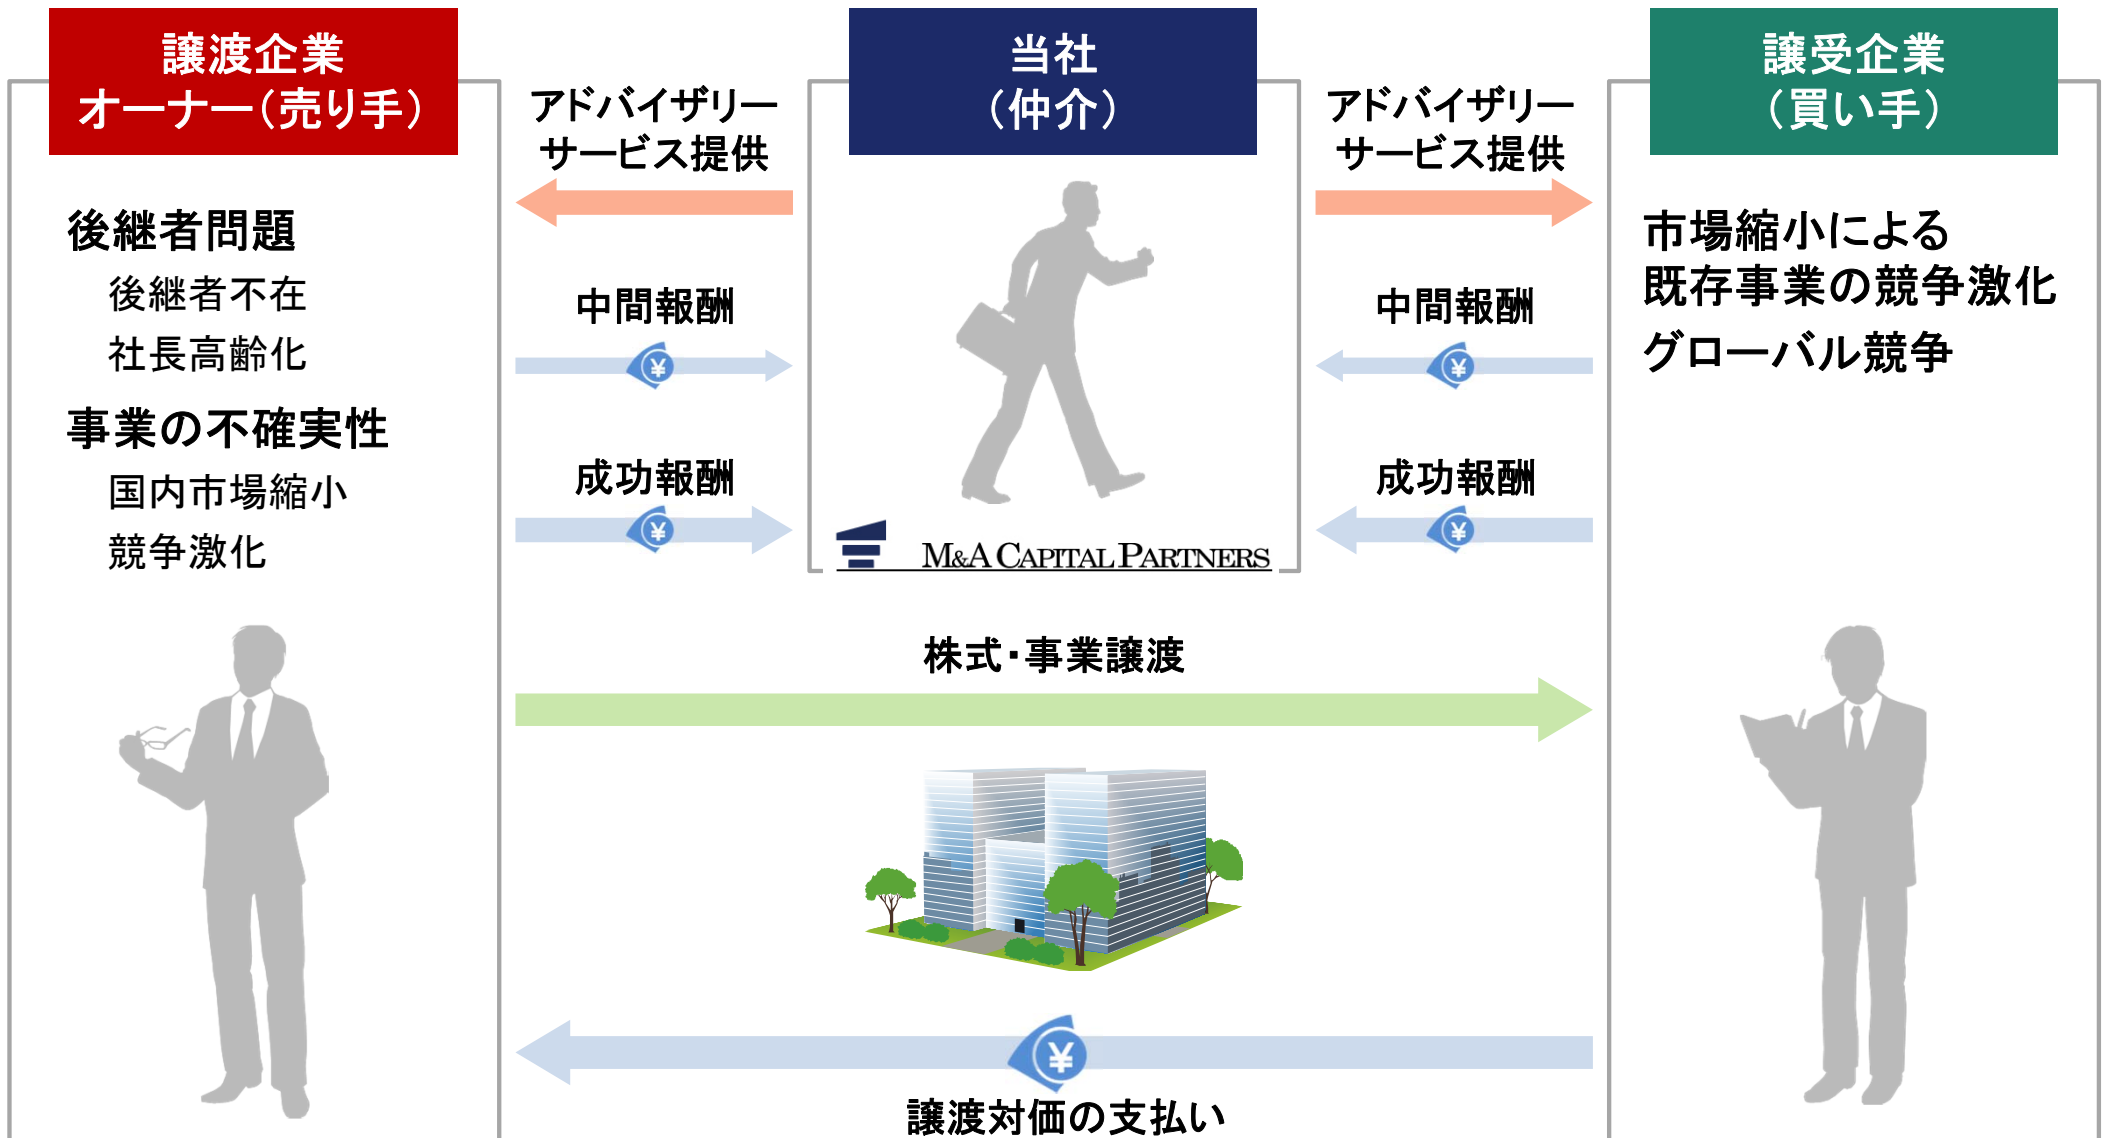 譲渡企業
オーナー（売り手）
後継者問題
後継者不在
社長高齢化
事業の不確実性
国内市場縮小
競争激化
アドバイザリー
サービス提供
中間報酬
¥
成功報酬
¥
当社
（仲介）
M&A CAPITAL PARTNERS
アドバイザリー
サービス提供
中間報酬
¥
成功報酬
¥
譲受企業
（買い手）
市場縮小による
既存事業の競争激化
グローバル競争
株式・事業譲渡
¥
譲渡対価の支払い